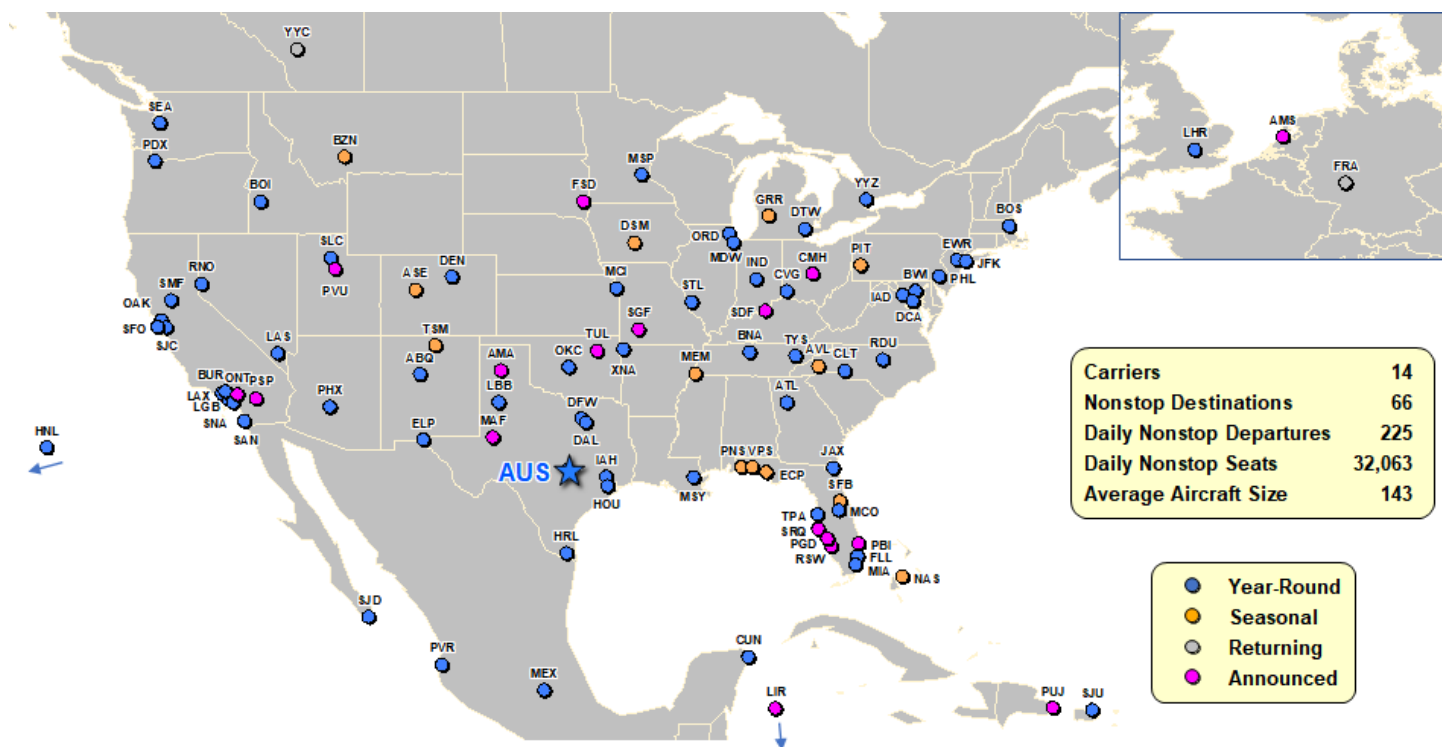 YYC
SEA
PDX
BZN
BOI
MSP
FSD
GRR
DTW
YYZ
BOS
DSM
ORD
MDW
EWR
JFK
PHL
SLC
PVU
RNO
SMF
OAK
SFO
SJC
ASE
DEN
MCI
STL
IND
CVG
CMH
PIT
BWI
IAD
DCA
SDF
SGF
LAS
TSM
ABQ
AMA
LBB
OKC
TUL
XNA
BNA
TYS
AVL
CLT
RDU
MEM
BUR
ONT
PSP
LAX
LGB
SNA
SAN
PHX
ELP
MAF
DFW
DAL
ATL
HNL
AUS
IAH
HOU
MSY
PNS
VPS
ECP
JAX
SFB
MCO
TPA
SRQ
PGD
RSW
PBI
FLL
MIA
NAS
HRL
SJD
PVR
MEX
CUN
LIR
PUJ
SJU
LHR
AMS
FRA
Carriers 14
Nonstop Destinations 66
Daily Nonstop Departures 225
Daily Nonstop Seats 32,063
Average Aircraft Size 143
Year-Round
Seasonal
Returning
Announced